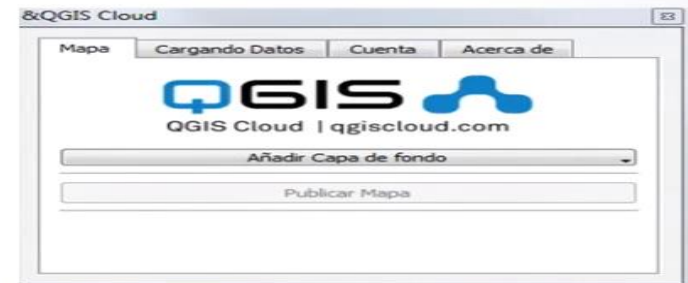 &QGIS Cloud
Mapa Cargando Datos Cuenta Acerca de
QGIS
QGIS Cloud | qgiscloud.com
Añadir Capa de fondo
Publicar Mapa